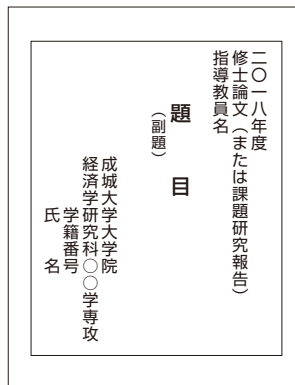 二〇一八年度
修士論文（または課題研究報告）
指導教員名
題　目
（副題）
成城大学大学院
経済学研究科○○学専攻
学籍番号
氏　名